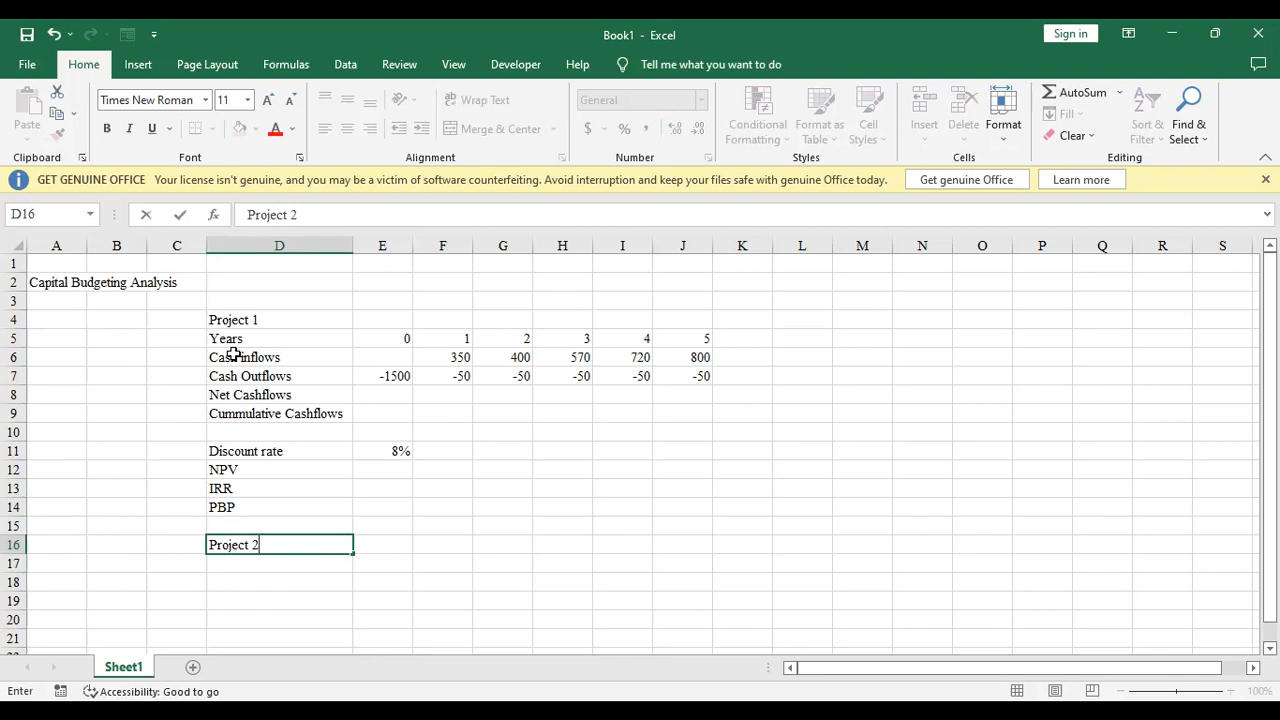 Book1 - Excel
Sign in
File Home Insert Page Layout Formulas Data Review View Developer Help Tell me what you want to do
Paste
Times New Roman 11
B I U
Wrap Text
Merge & Center
General
$ % ,
Conditional Formatting
Format as Table
Cell Styles
Insert Delete Format
AutoSum
Fill
Clear
Sort & Filter
Find & Select
Clipboard Font Alignment Number Styles Cells Editing
GET GENUINE OFFICE Your license isn't genuine, and you may be a victim of software counterfeiting. Avoid interruption and keep your files safe with genuine Office today. Get genuine Office Learn more
D16 fx Project 2
A B C D E F G H I J K L M N O P Q R S
1
2 Capital Budgeting Analysis
3
4 Project 1
5 Years 0 1 2 3 4 5
6 Cash inflows 350 400 570 720 800
7 Cash Outflows -1500 -50 -50 -50 -50 -50
8 Net Cashflows
9 Cummulative Cashflows
10
11 Discount rate 8%
12 NPV
13 IRR
14 PBP
15
16 Project 2
17
18
19
20
21
Sheet1
Enter Accessibility: Good to go 100%